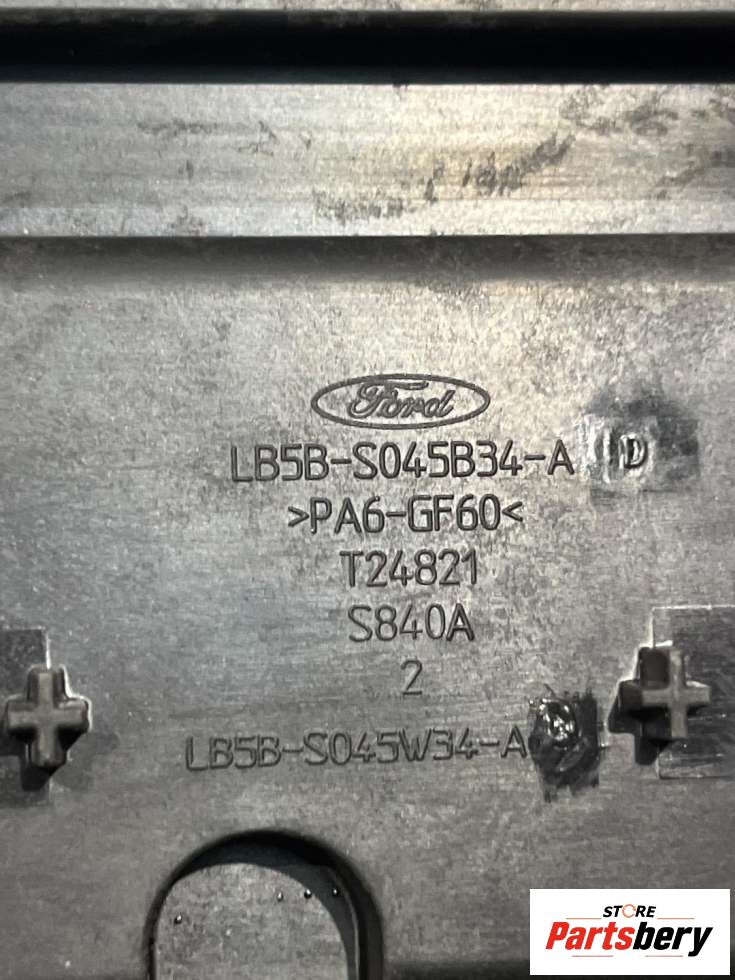 Ford
LB5B-S045B34-A D
>PA6-GF60<
T24821
S840A
2
LB5B-S045W34-A
STORE
Partsbery